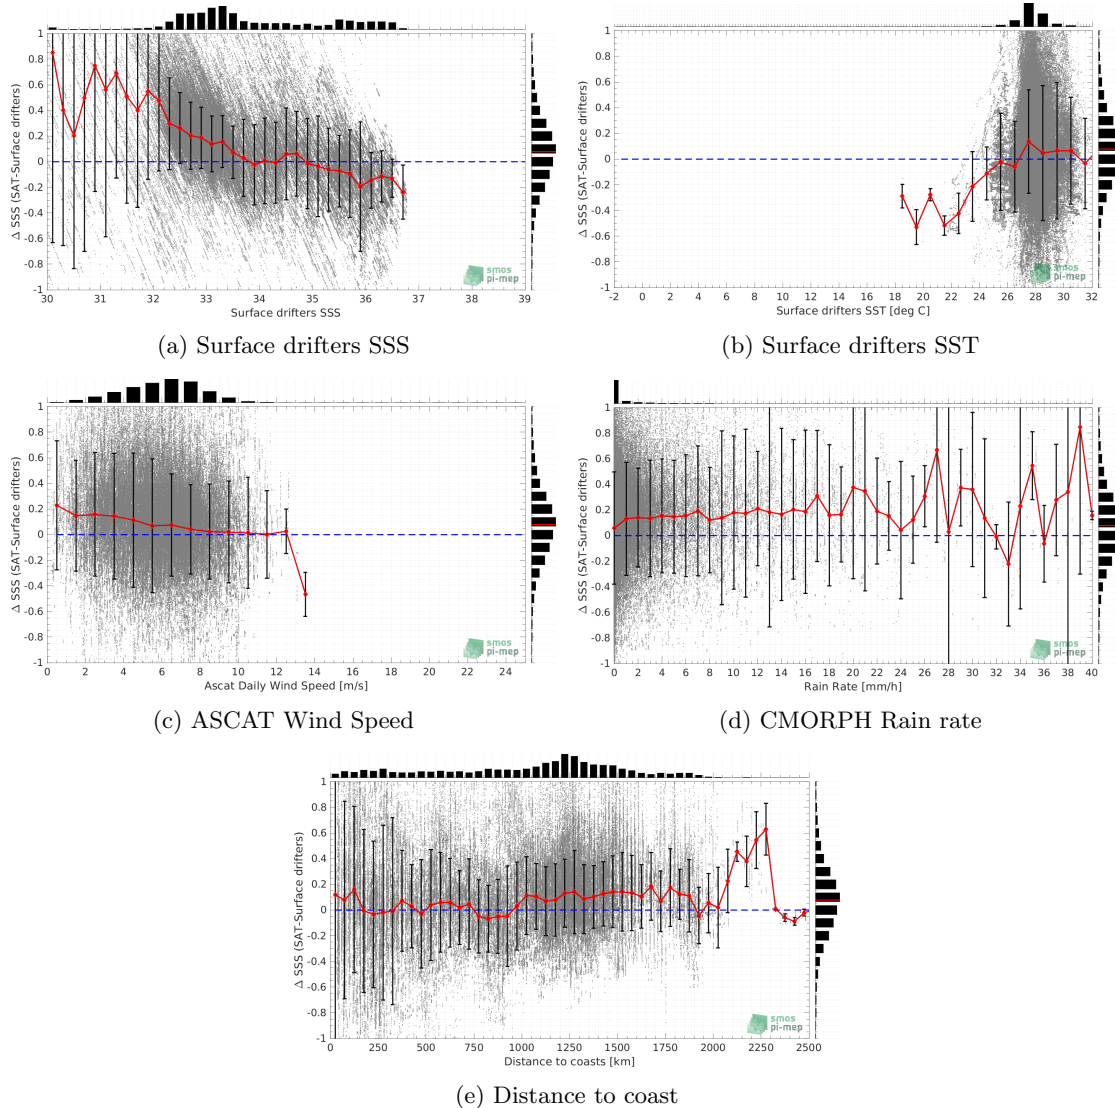 1
0.8
0.6
0.4
0.2
0
-0.2
-0.4
-0.6
-0.8
-1
Δ SSS (SAT-Surface drifters)
smos
pi-mep
30 31 32 33 34 35 36 37 38 39
Surface drifters SSS
(a) Surface drifters SSS
1
0.8
0.6
0.4
0.2
0
-0.2
-0.4
-0.6
-0.8
-1
Δ SSS (SAT-Surface drifters)
smos
pi-mep
-2 0 2 4 6 8 10 12 14 16 18 20 22 24 26 28 30 32
Surface drifters SST [deg C]
(b) Surface drifters SST
1
0.8
0.6
0.4
0.2
0
-0.2
-0.4
-0.6
-0.8
-1
Δ SSS (SAT-Surface drifters)
smos
pi-mep
0 2 4 6 8 10 12 14 16 18 20 22 24
Ascat Daily Wind Speed [m/s]
(c) ASCAT Wind Speed
1
0.8
0.6
0.4
0.2
0
-0.2
-0.4
-0.6
-0.8
-1
Δ SSS (SAT-Surface drifters)
smos
pi-mep
0 2 4 6 8 10 12 14 16 18 20 22 24 26 28 30 32 34 36 38 40
Rain Rate [mm/h]
(d) CMORPH Rain rate
1
0.8
0.6
0.4
0.2
0
-0.2
-0.4
-0.6
-0.8
-1
Δ SSS (SAT-Surface drifters)
smos
pi-mep
0 250 500 750 1000 1250 1500 1750 2000 2250 2500
Distance to coasts [km]
(e) Distance to coast